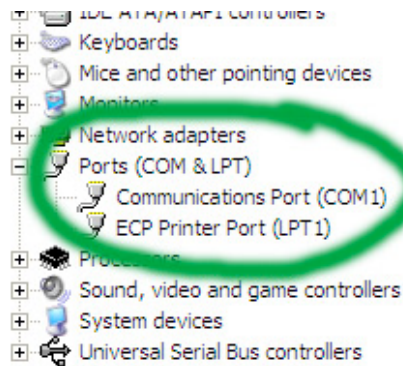 IDE ATA/ATAPI controllers
Keyboards
Mice and other pointing devices
Monitors
Network adapters
Ports (COM & LPT)
Communications Port (COM1)
ECP Printer Port (LPT1)
Processors
Sound, video and game controllers
System devices
Universal Serial Bus controllers